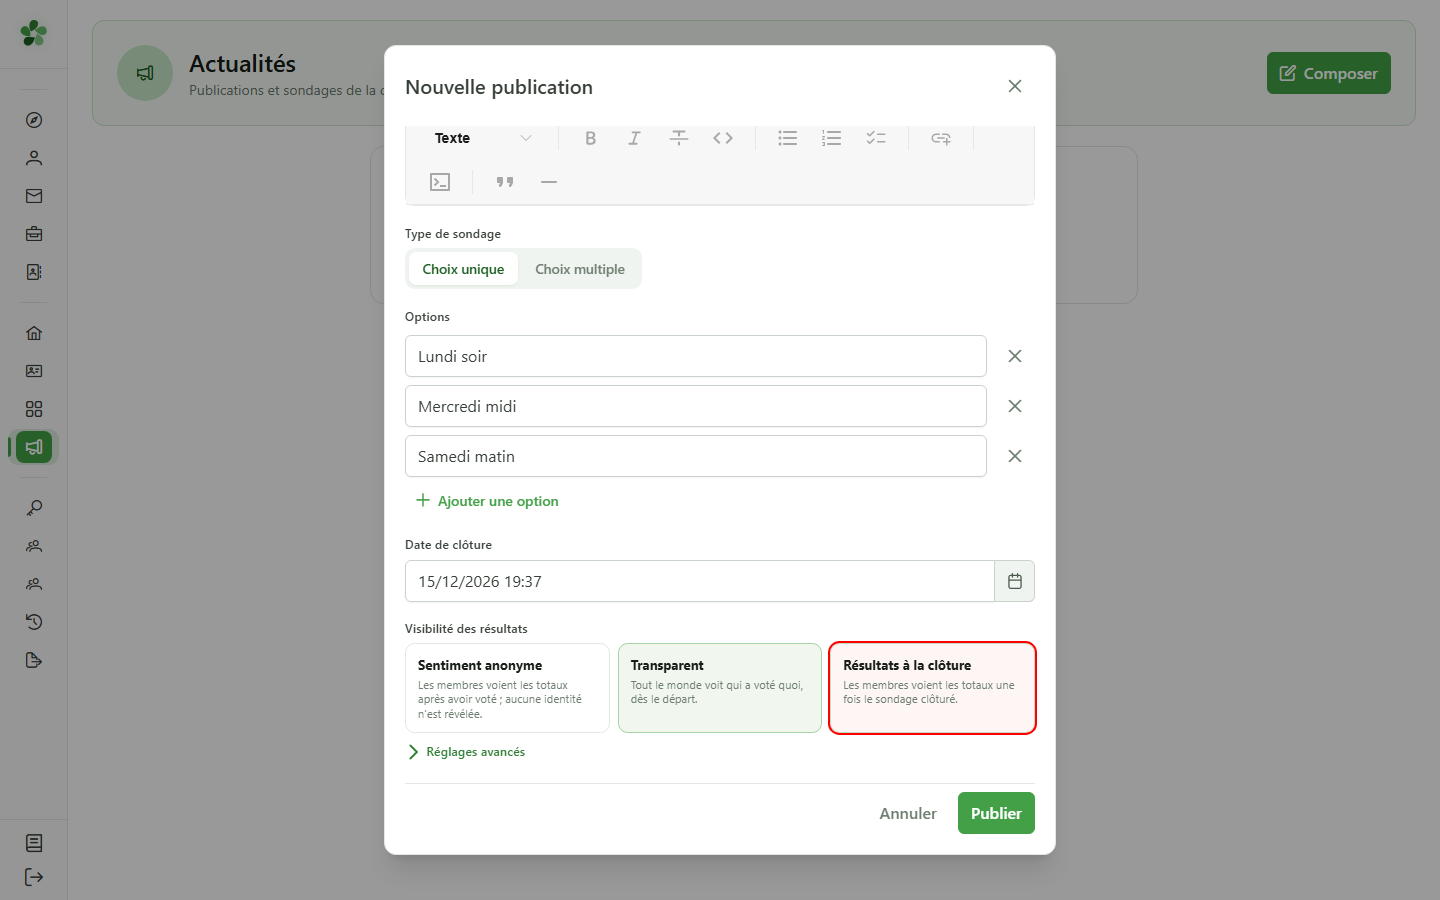 Actualités
Publications et sondages de la c
Composer
Nouvelle publication
Texte
Type de sondage
Choix unique
Choix multiple
Options
Lundi soir
Mercredi midi
Samedi matin
Ajouter une option
Date de clôture
15/12/2026 19:37
Visibilité des résultats
Sentiment anonyme
Les membres voient les totaux
après avoir voté ; aucune identité
n'est révélée.
Transparent
Tout le monde voit qui a voté quoi,
dès le départ.
Résultats à la clôture
Les membres voient les totaux une
fois le sondage clôturé.
Réglages avancés
Annuler
Publier